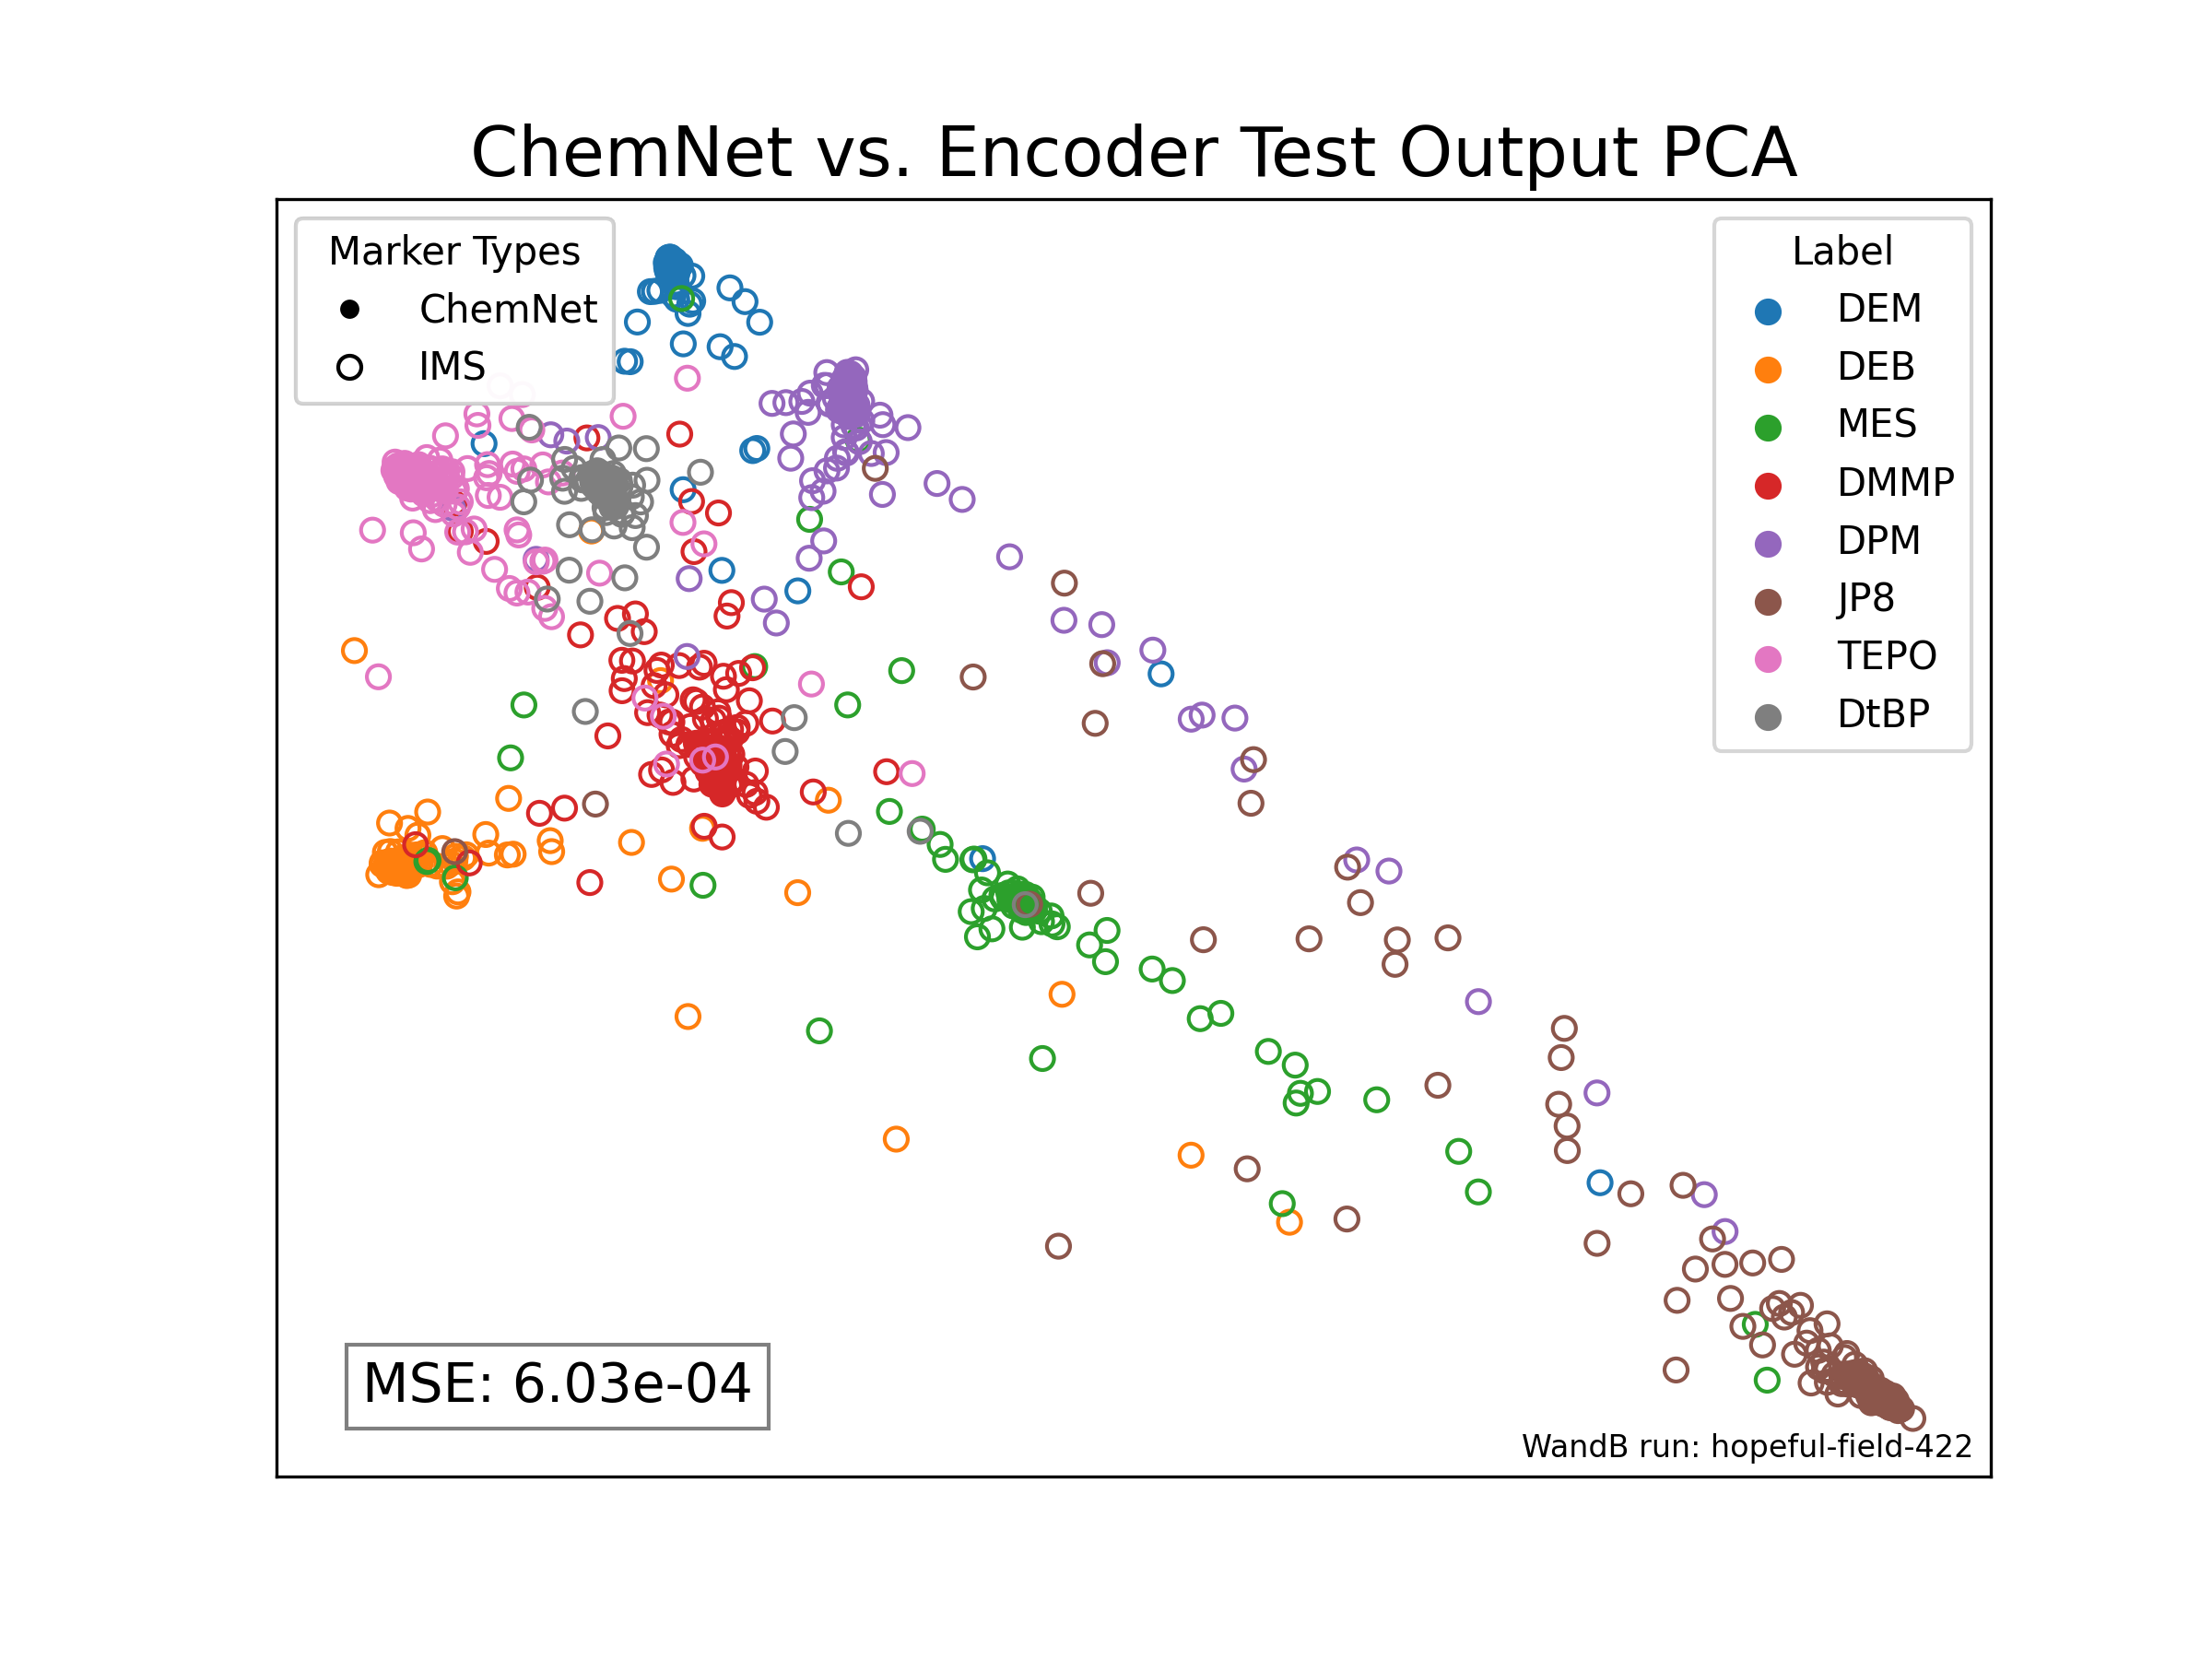 ChemNet vs. Encoder Test Output PCA
Marker Types
ChemNet
IMS
Label
DEM
DEB
MES
DMMP
DPM
JP8
TEPO
DtBP
MSE: 6.03e-04
WandB run: hopeful-field-422